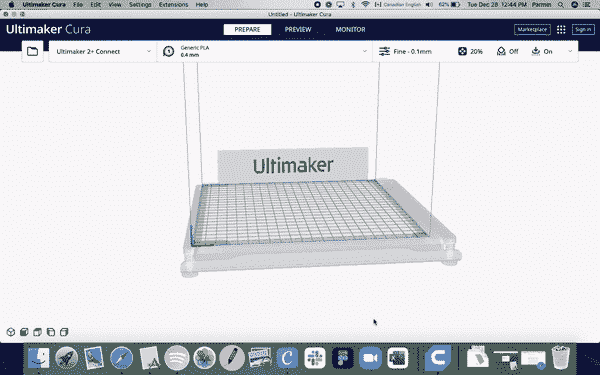 Ultimaker Cura File Edit View Settings Extensions Help Canadian English 62% Tue Dec 28 12:44 PM Parmin
Untitled - Ultimaker Cura
Ultimaker Cura PREPARE PREVIEW MONITOR Marketplace Sign in
Ultimaker 2+ Connect Generic PLA Fine - 0.1mm 20% Off On
0.4 mm
Ultimaker